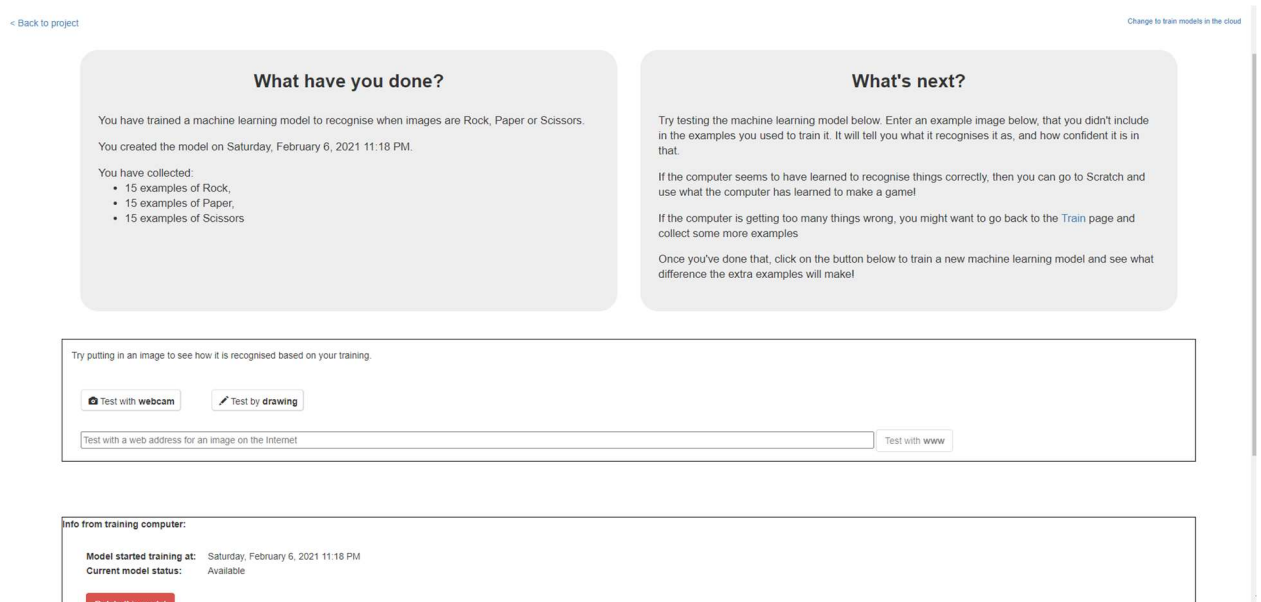 < Back to project
Change to train models in the cloud
What have you done?
You have trained a machine learning model to recognise when images are Rock, Paper or Scissors.
You created the model on Saturday, February 6, 2021 11:18 PM.
You have collected:
• 15 examples of Rock,
• 15 examples of Paper,
• 15 examples of Scissors
What's next?
Try testing the machine learning model below. Enter an example image below, that you didn't include
in the examples you used to train it. It will tell you what it recognises it as, and how confident it is in
that.
If the computer seems to have learned to recognise things correctly, then you can go to Scratch and
use what the computer has learned to make a game!
If the computer is getting too many things wrong, you might want to go back to the Train page and
collect some more examples
Once you've done that, click on the button below to train a new machine learning model and see what
difference the extra examples will make!
Try putting in an image to see how it is recognised based on your training.
Test with webcam
Test by drawing
Test with a web address for an image on the Internet
Test with www
Info from training computer:
Model started training at: Saturday, February 6, 2021 11:18 PM
Current model status: Available